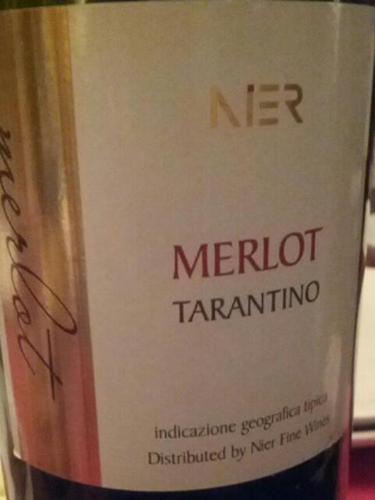 merlot
NIER
MERLOT
TARANTINO
indicazione geografica tipica
Distributed by Nier Fine Wines